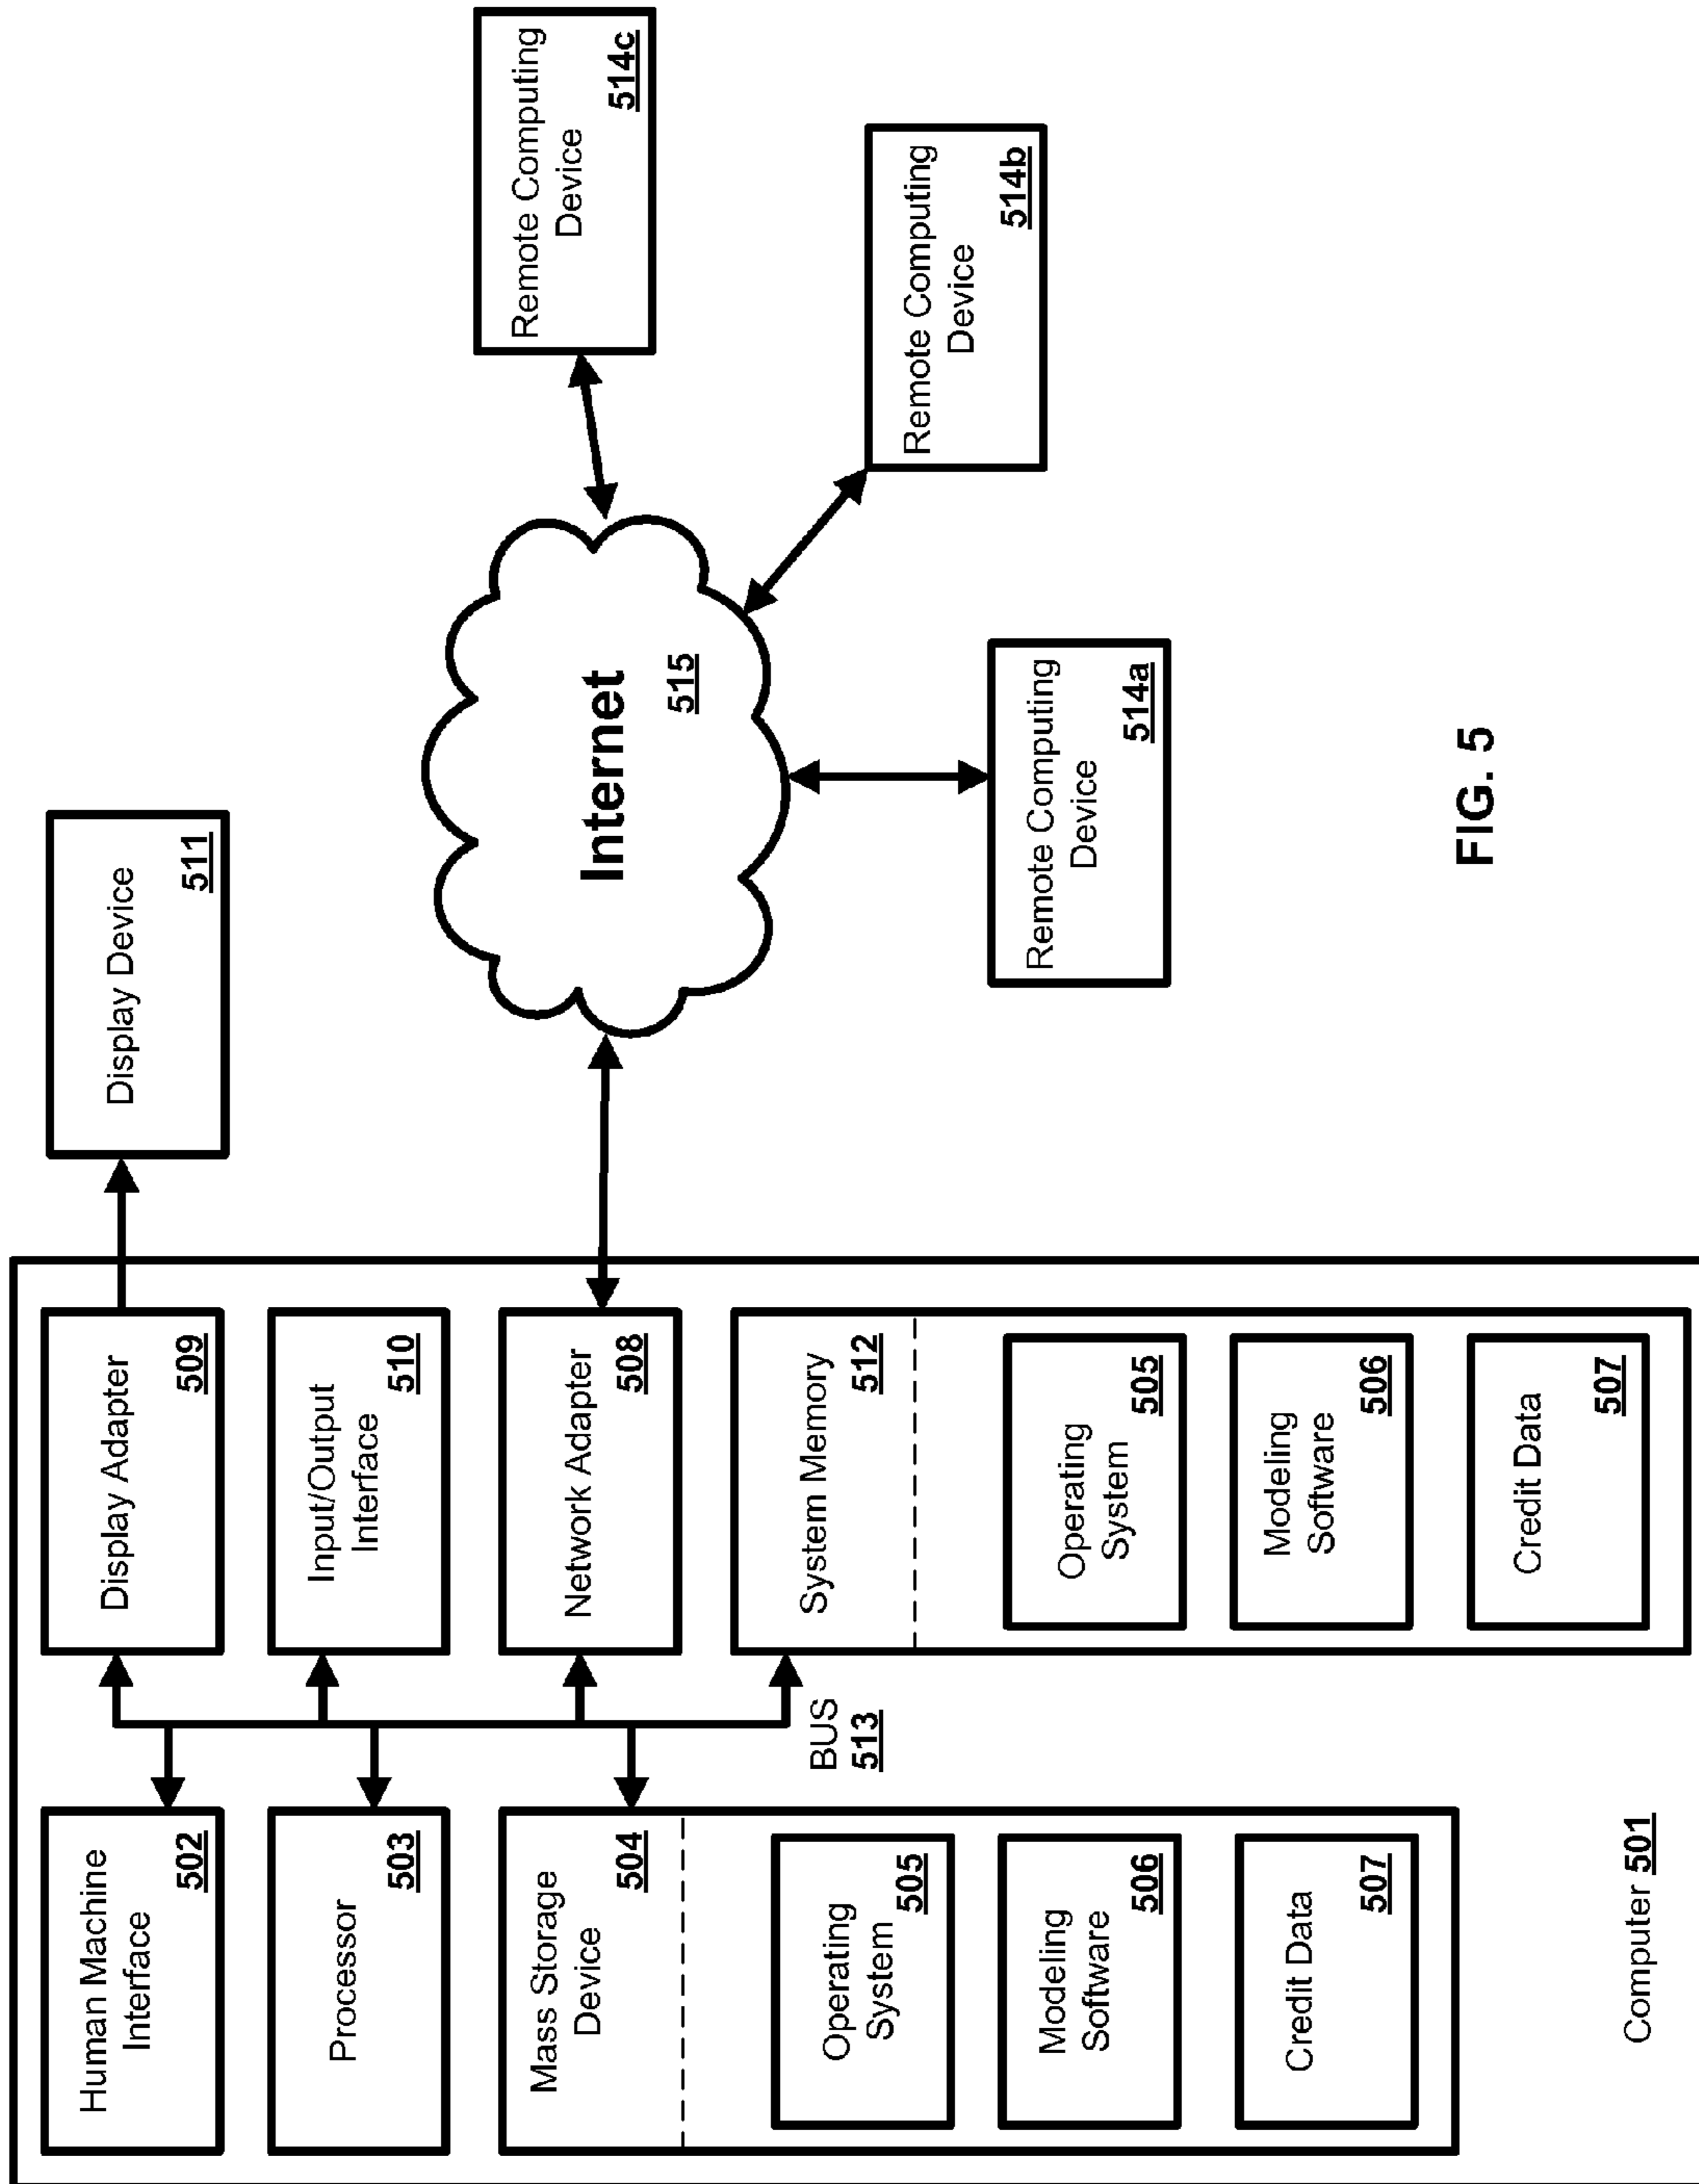 Human Machine
Interface
502
Processor
503
Mass Storage
Device
504
Operating
System
505
Modeling
Software
506
Credit Data
507
Computer 501
BUS
513
Display Adapter
509
Input/Output
Interface
510
Network Adapter
508
System Memory
512
Operating
System
505
Modeling
Software
506
Credit Data
507
Display Device
511
Internet
515
Remote Computing
Device
514a
Remote Computing
Device
514b
Remote Computing
Device
514c
FIG. 5